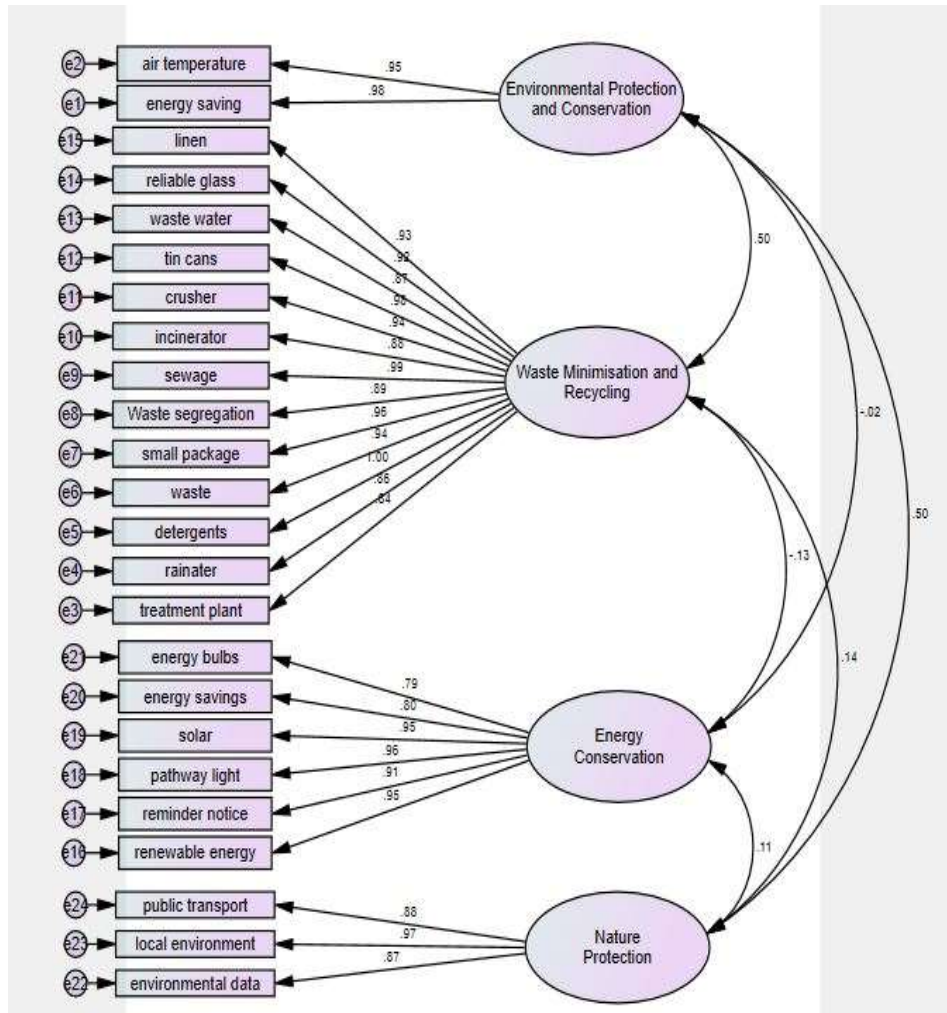 e2
air temperature
.95
Environmental Protection
and Conservation
e1
energy saving
.98
e15
linen
.93
e14
reliable glass
.92
e13
waste water
.87
e12
tin cans
.98
e11
crusher
.94
e10
incinerator
.88
e9
sewage
.99
e8
Waste segregation
.89
e7
small package
.96
e6
waste
.94
e5
detergents
1.00
e4
rainater
.86
e3
treatment plant
.84
Waste Minimisation and
Recycling
.50
-.02
.50
-.13
.14
e21
energy bulbs
.79
e20
energy savings
.80
e19
solar
.95
e18
pathway light
.96
e17
reminder notice
.91
e16
renewable energy
.95
Energy
Conservation
.11
e24
public transport
.88
e23
local environment
.97
e22
environmental data
.87
Nature
Protection